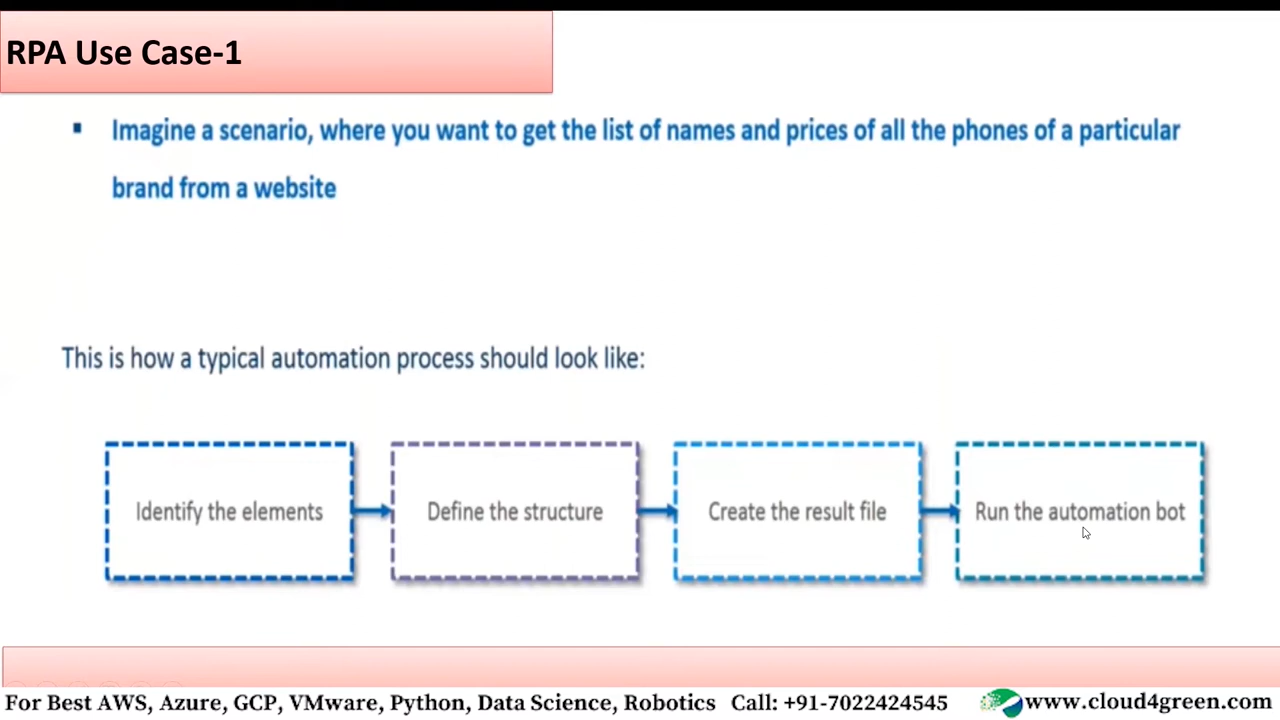 RPA Use Case-1
Imagine a scenario, where you want to get the list of names and prices of all the phones of a particular
brand from a website
This is how a typical automation process should look like:
Identify the elements
Define the structure
Create the result file
Run the automation bot
For Best AWS, Azure, GCP, VMware, Python, Data Science, Robotics Call: +91-7022424545 www.cloud4green.com